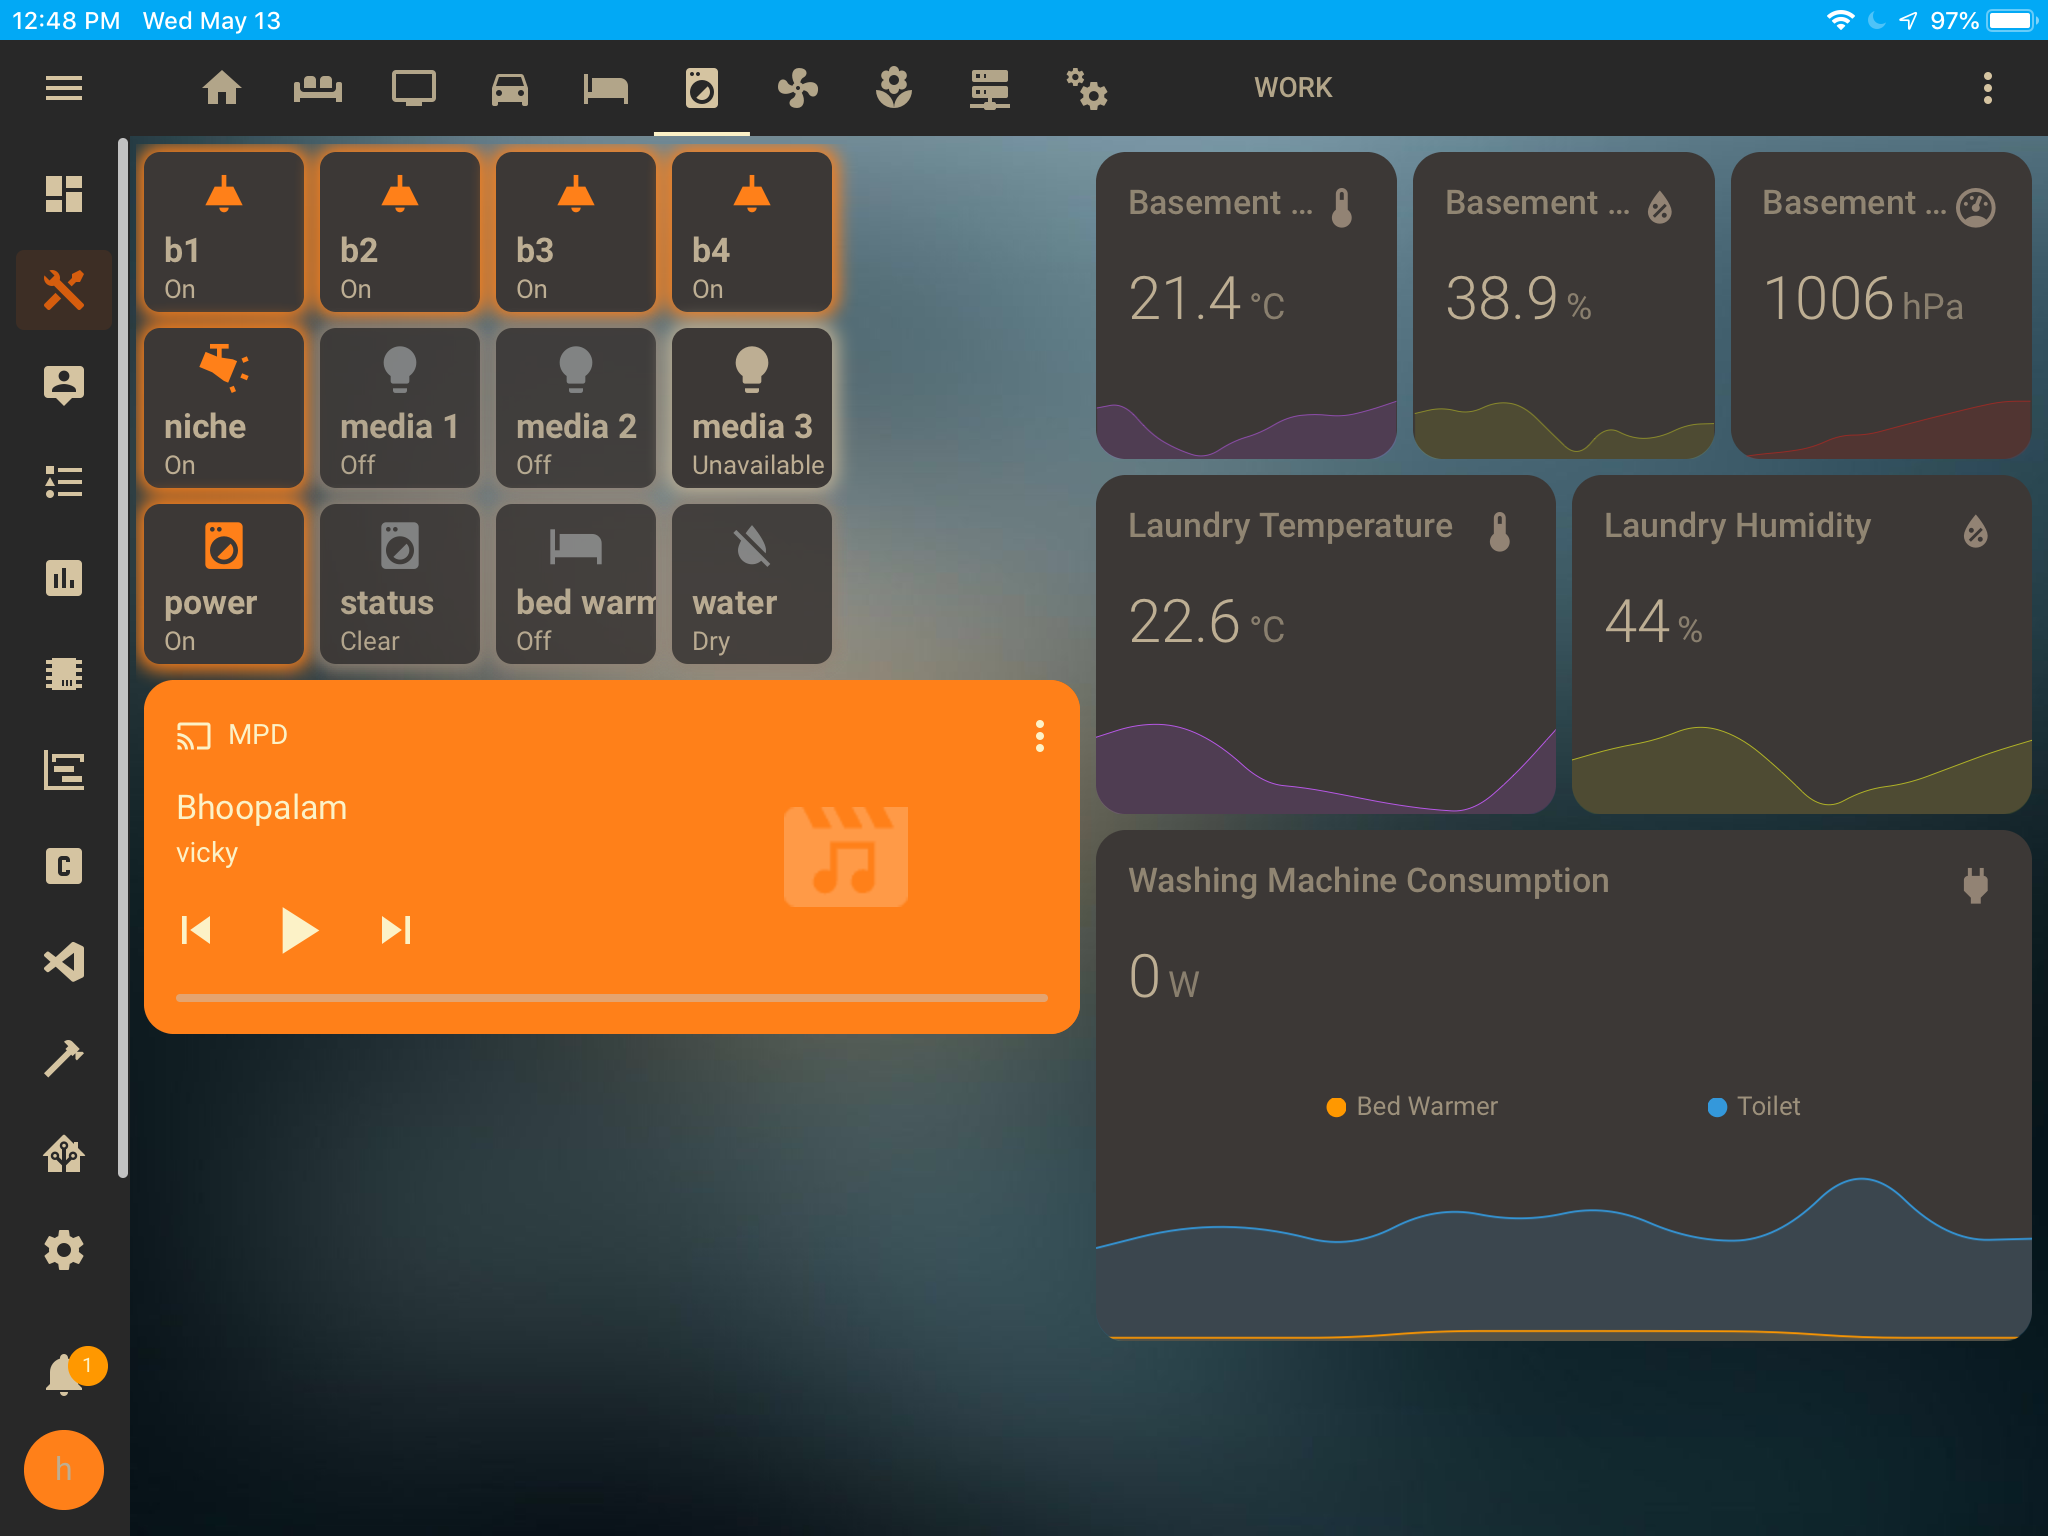 12:48 PM Wed May 13
97%
WORK
b1
On
b2
On
b3
On
b4
On
niche
On
media 1
Off
media 2
Off
media 3
Unavailable
power
On
status
Clear
bed warm
Off
water
Dry
MPD
Bhoopalam
vicky
Basement ...
21.4 °C
Basement ...
38.9 %
Basement ...
1006 hPa
Laundry Temperature
22.6 °C
Laundry Humidity
44 %
Washing Machine Consumption
0 W
Bed Warmer
Toilet
C
1
h